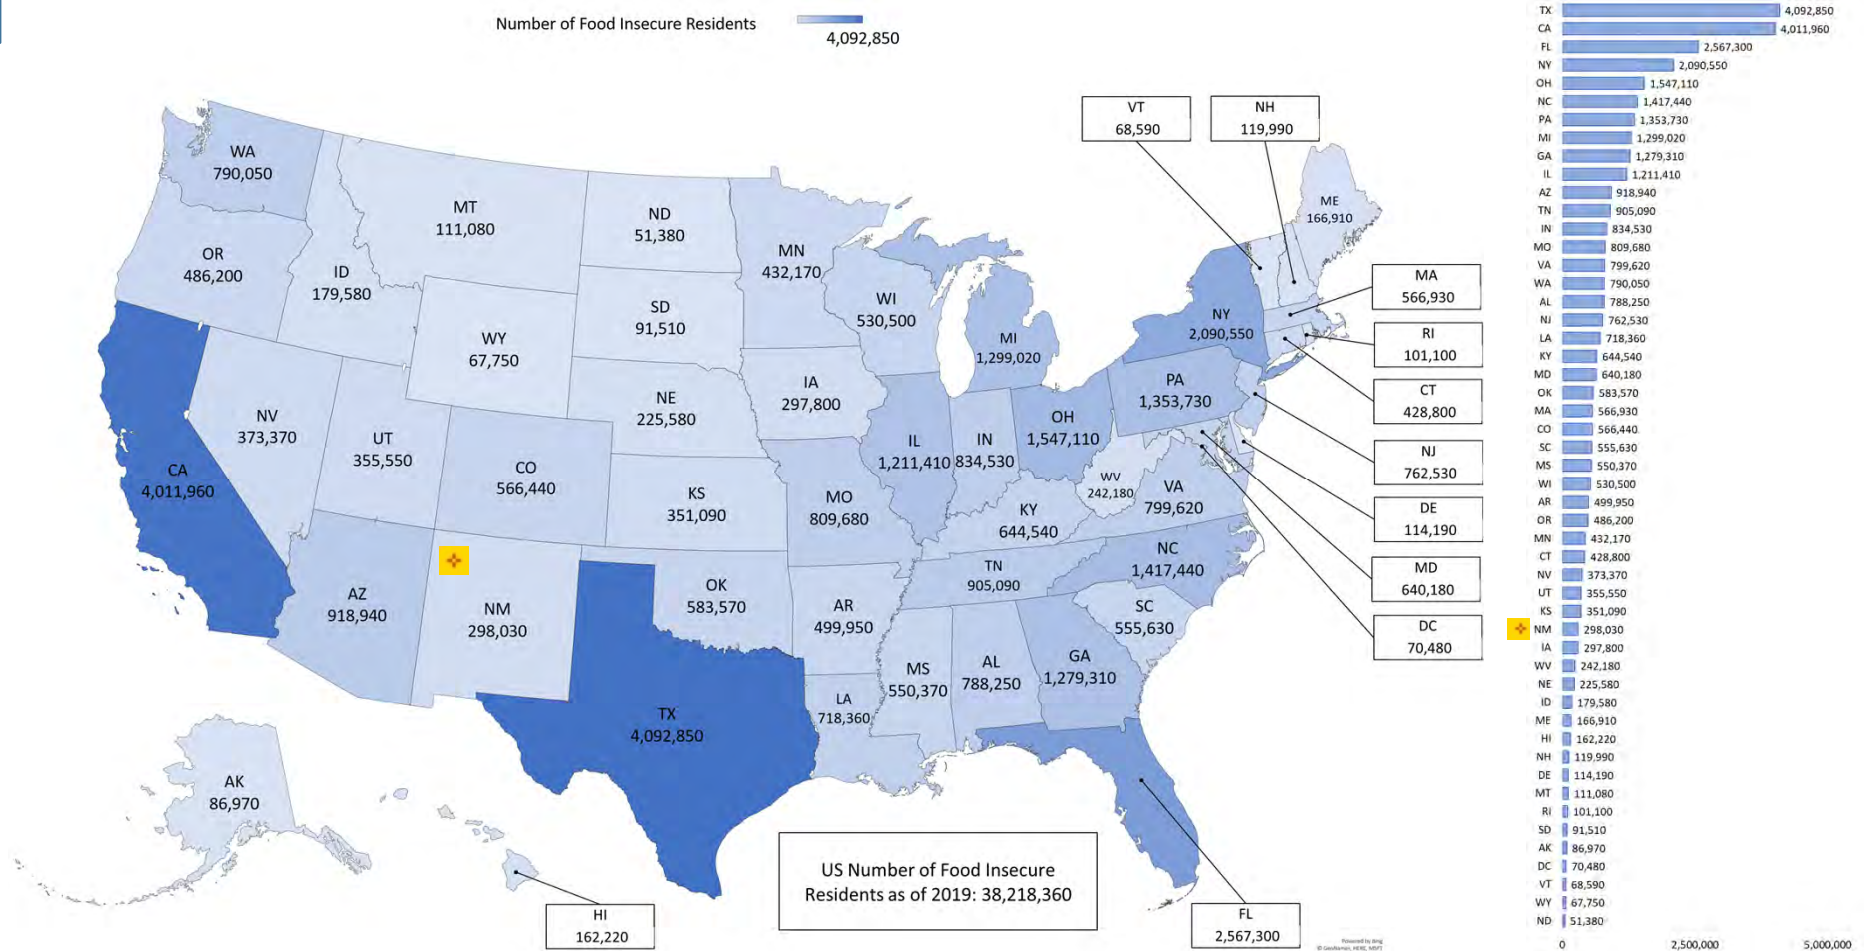 Number of Food Insecure Residents
4,092,850
VT
68,590
NH
119,990
WA
790,050
MT
111,080
ND
51,380
ME
166,910
OR
486,200
ID
179,580
MN
432,170
MA
566,930
WI
530,500
SD
91,510
NY
2,090,550
WY
67,750
MI
1,299,020
RI
101,100
IA
297,800
PA
1,353,730
CT
428,800
NE
225,580
NV
373,370
UT
355,550
OH
1,547,110
IL
1,211,410
IN
834,530
NJ
762,530
CA
4,011,960
CO
566,440
WV
242,180
VA
799,620
KS
351,090
MO
809,680
KY
644,540
DE
114,190
NC
1,417,440
TN
905,090
MD
640,180
AZ
918,940
NM
298,030
OK
583,570
AR
499,950
SC
555,630
DC
70,480
MS
550,370
AL
788,250
GA
1,279,310
LA
718,360
TX
4,092,850
AK
86,970
US Number of Food Insecure
Residents as of 2019: 38,218,360
HI
162,220
FL
2,567,300
Powered by Bing
© GeoNames, HERE, MSFT
TX 4,092,850
CA 4,011,960
FL 2,567,300
NY 2,090,550
OH 1,547,110
NC 1,417,440
PA 1,353,730
MI 1,299,020
GA 1,279,310
IL 1,211,410
AZ 918,940
TN 905,090
IN 834,530
MO 809,680
VA 799,620
WA 790,050
AL 788,250
NJ 762,530
LA 718,360
KY 644,540
MD 640,180
OK 583,570
MA 566,930
CO 566,440
SC 555,630
MS 550,370
WI 530,500
AR 499,950
OR 486,200
MN 432,170
CT 428,800
NV 373,370
UT 355,550
KS 351,090
NM 298,030
IA 297,800
WV 242,180
NE 225,580
ID 179,580
ME 166,910
HI 162,220
NH 119,990
DE 114,190
MT 111,080
RI 101,100
SD 91,510
AK 86,970
DC 70,480
VT 68,590
WY 67,750
ND 51,380
0 2,500,000 5,000,000